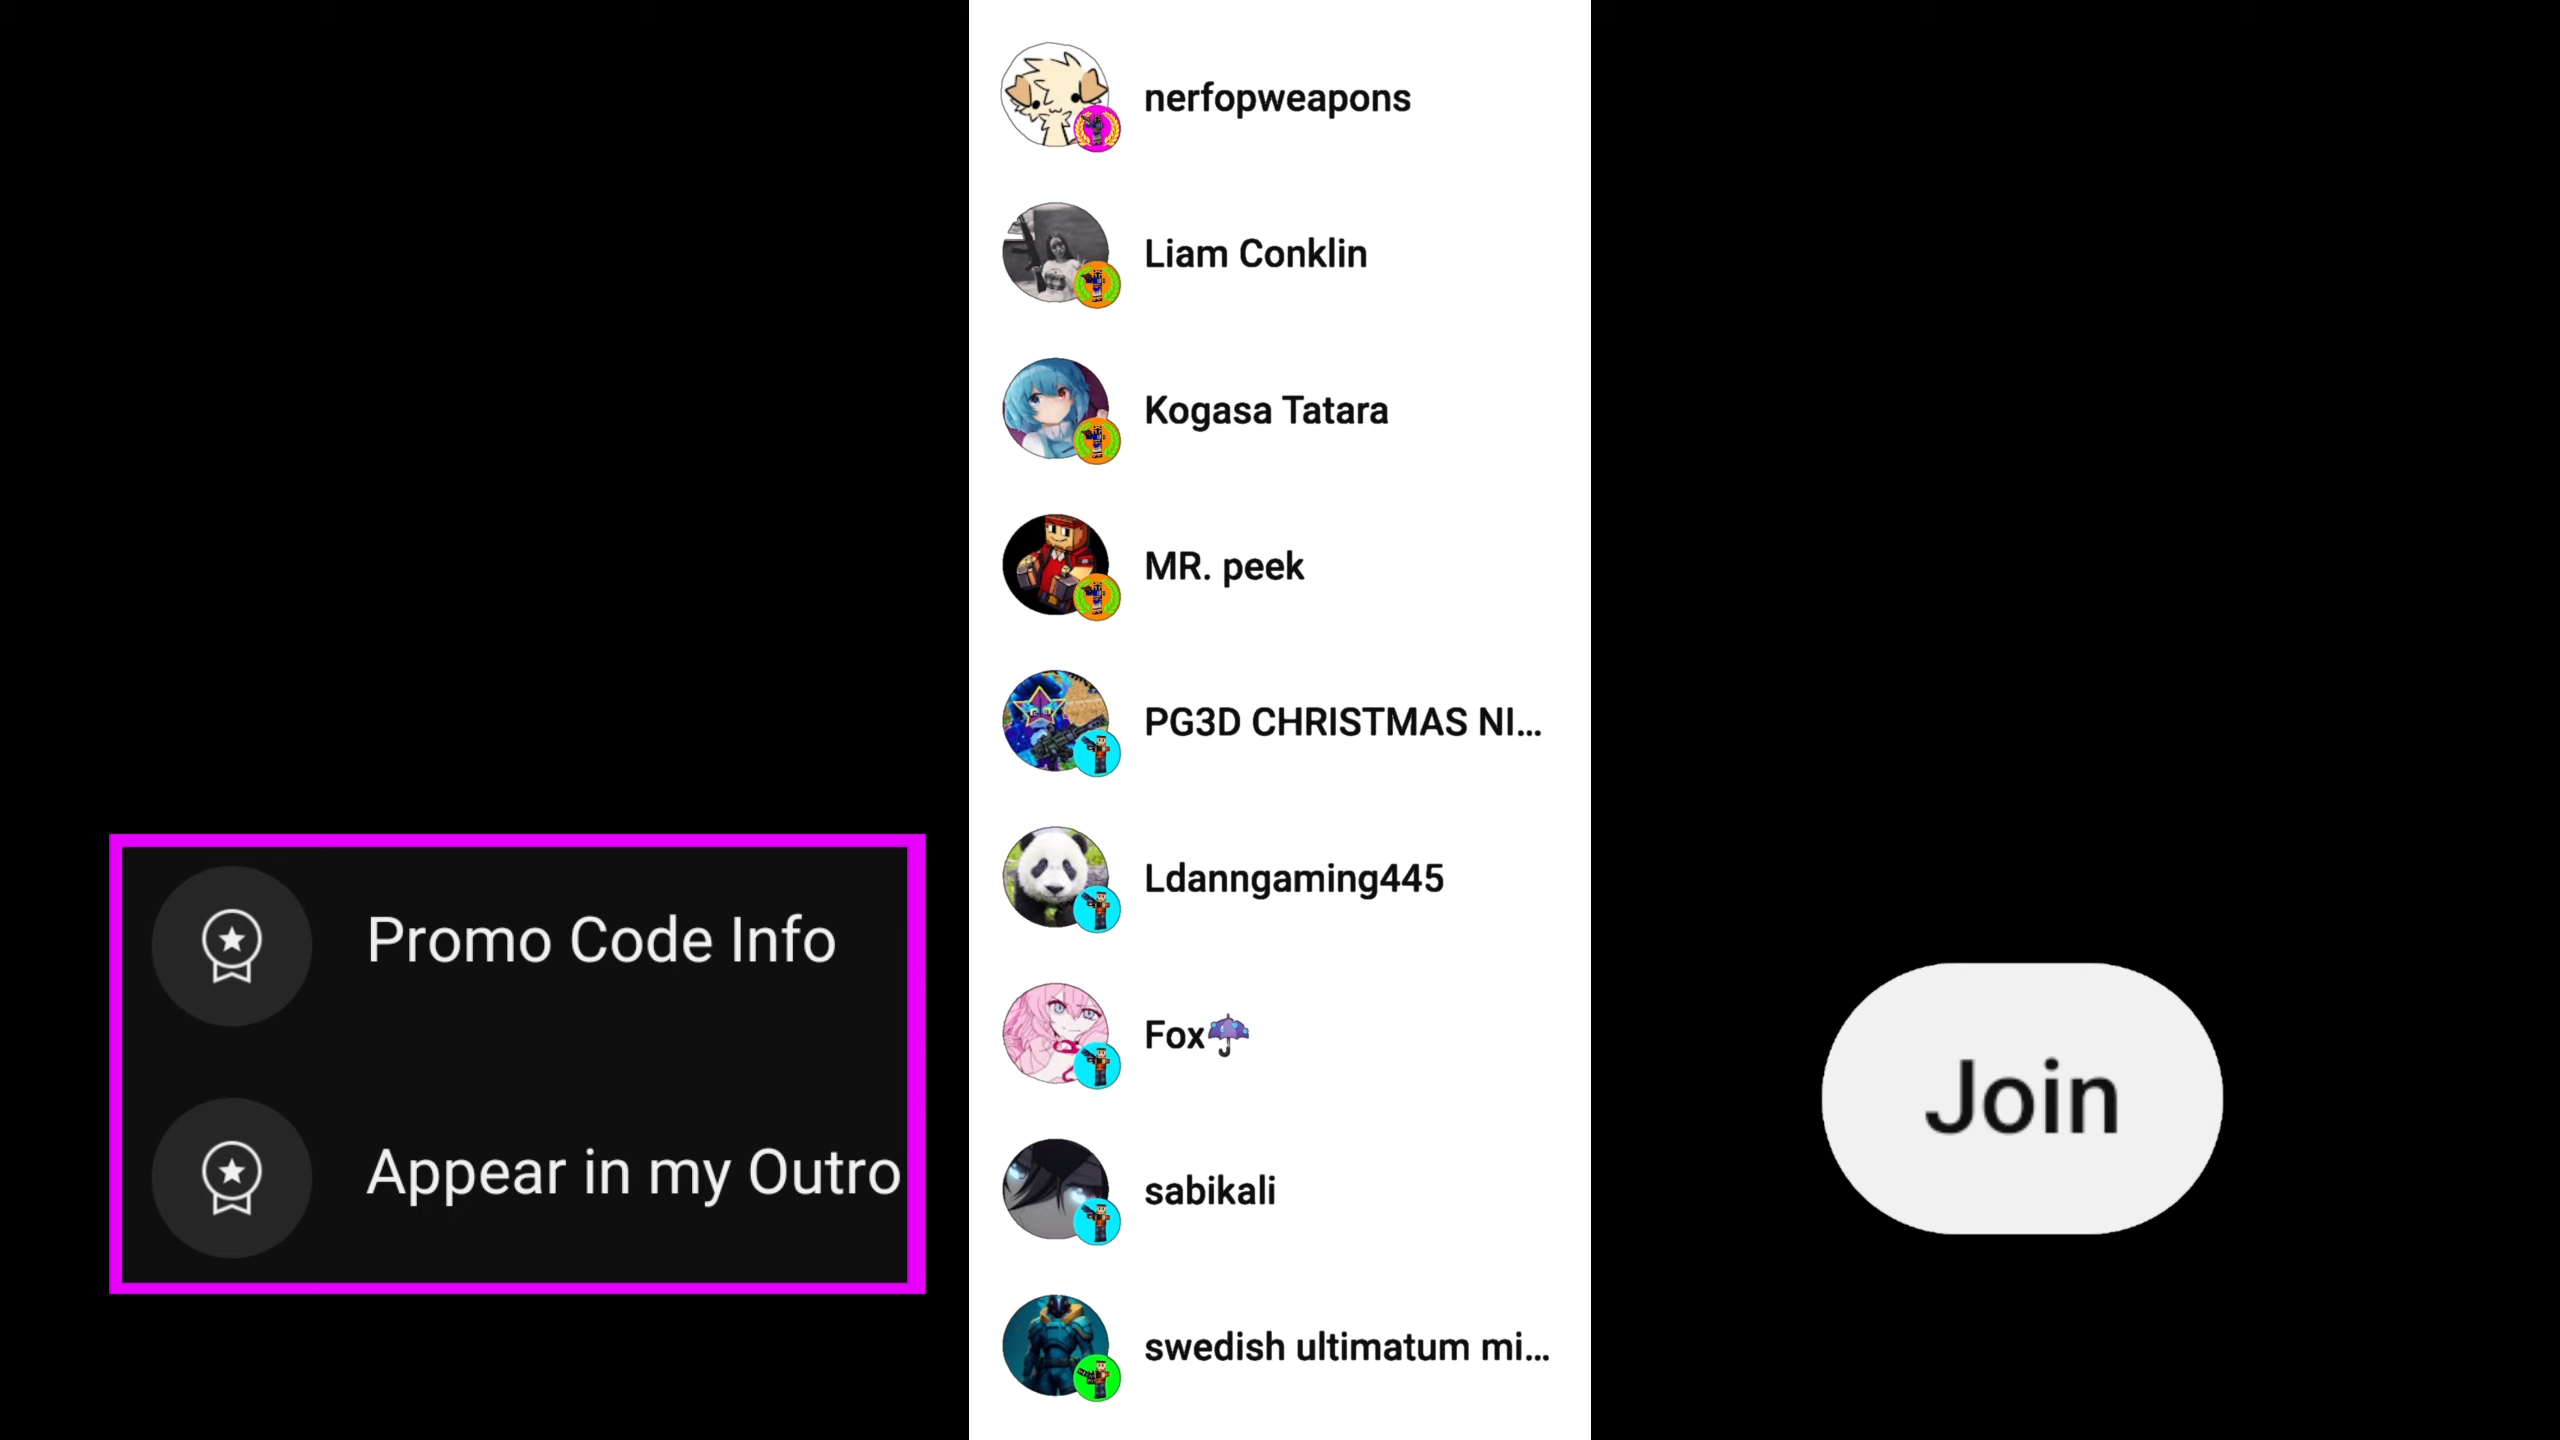 nerfopweapons
Liam Conklin
Kogasa Tatara
MR. peek
PG3D CHRISTMAS NI...
Ldanngaming445
Fox☂
sabikali
swedish ultimatum mi...
Promo Code Info
Appear in my Outro
Join